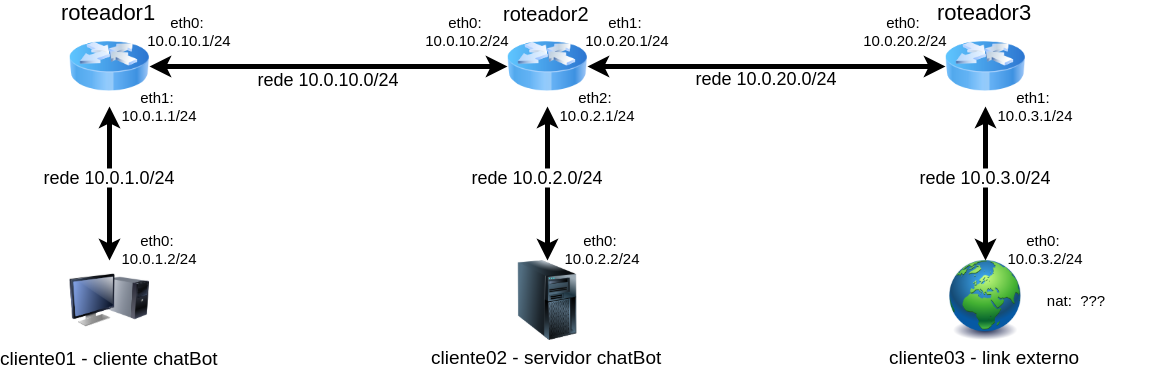 roteador1
eth0:
10.0.10.1/24
eth0:
10.0.10.2/24
roteador2
eth1:
10.0.20.1/24
eth0:
10.0.20.2/24
roteador3
rede 10.0.10.0/24
rede 10.0.20.0/24
eth1:
10.0.1.1/24
eth2:
10.0.2.1/24
eth1:
10.0.3.1/24
rede 10.0.1.0/24
rede 10.0.2.0/24
rede 10.0.3.0/24
eth0:
10.0.1.2/24
eth0:
10.0.2.2/24
eth0:
10.0.3.2/24
nat:  ???
cliente01 - cliente chatBot
cliente02 - servidor chatBot
cliente03 - link externo